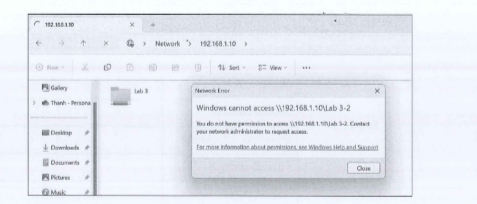 192.168.1.10
Network > 192.168.1.10 >
New
Sort
View
Gallery
Thanh - Persona
Desktop
Downloads
Documents
Pictures
Music
Lab 3
Network Error
Windows cannot access \\192.168.1.10\Lab 3-2
You do not have permission to access \\192.168.1.10\Lab 3-2. Contact
your network administrator to request access.
For more information about permissions, see Windows Help and Support
Close